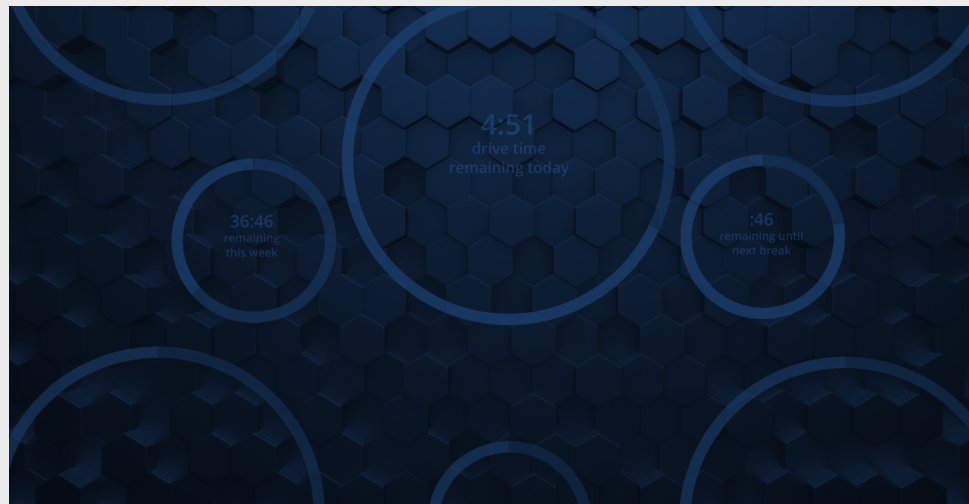 4:51
drive time
remaining today
36:46
remaining
this week
:46
remaining until
next break